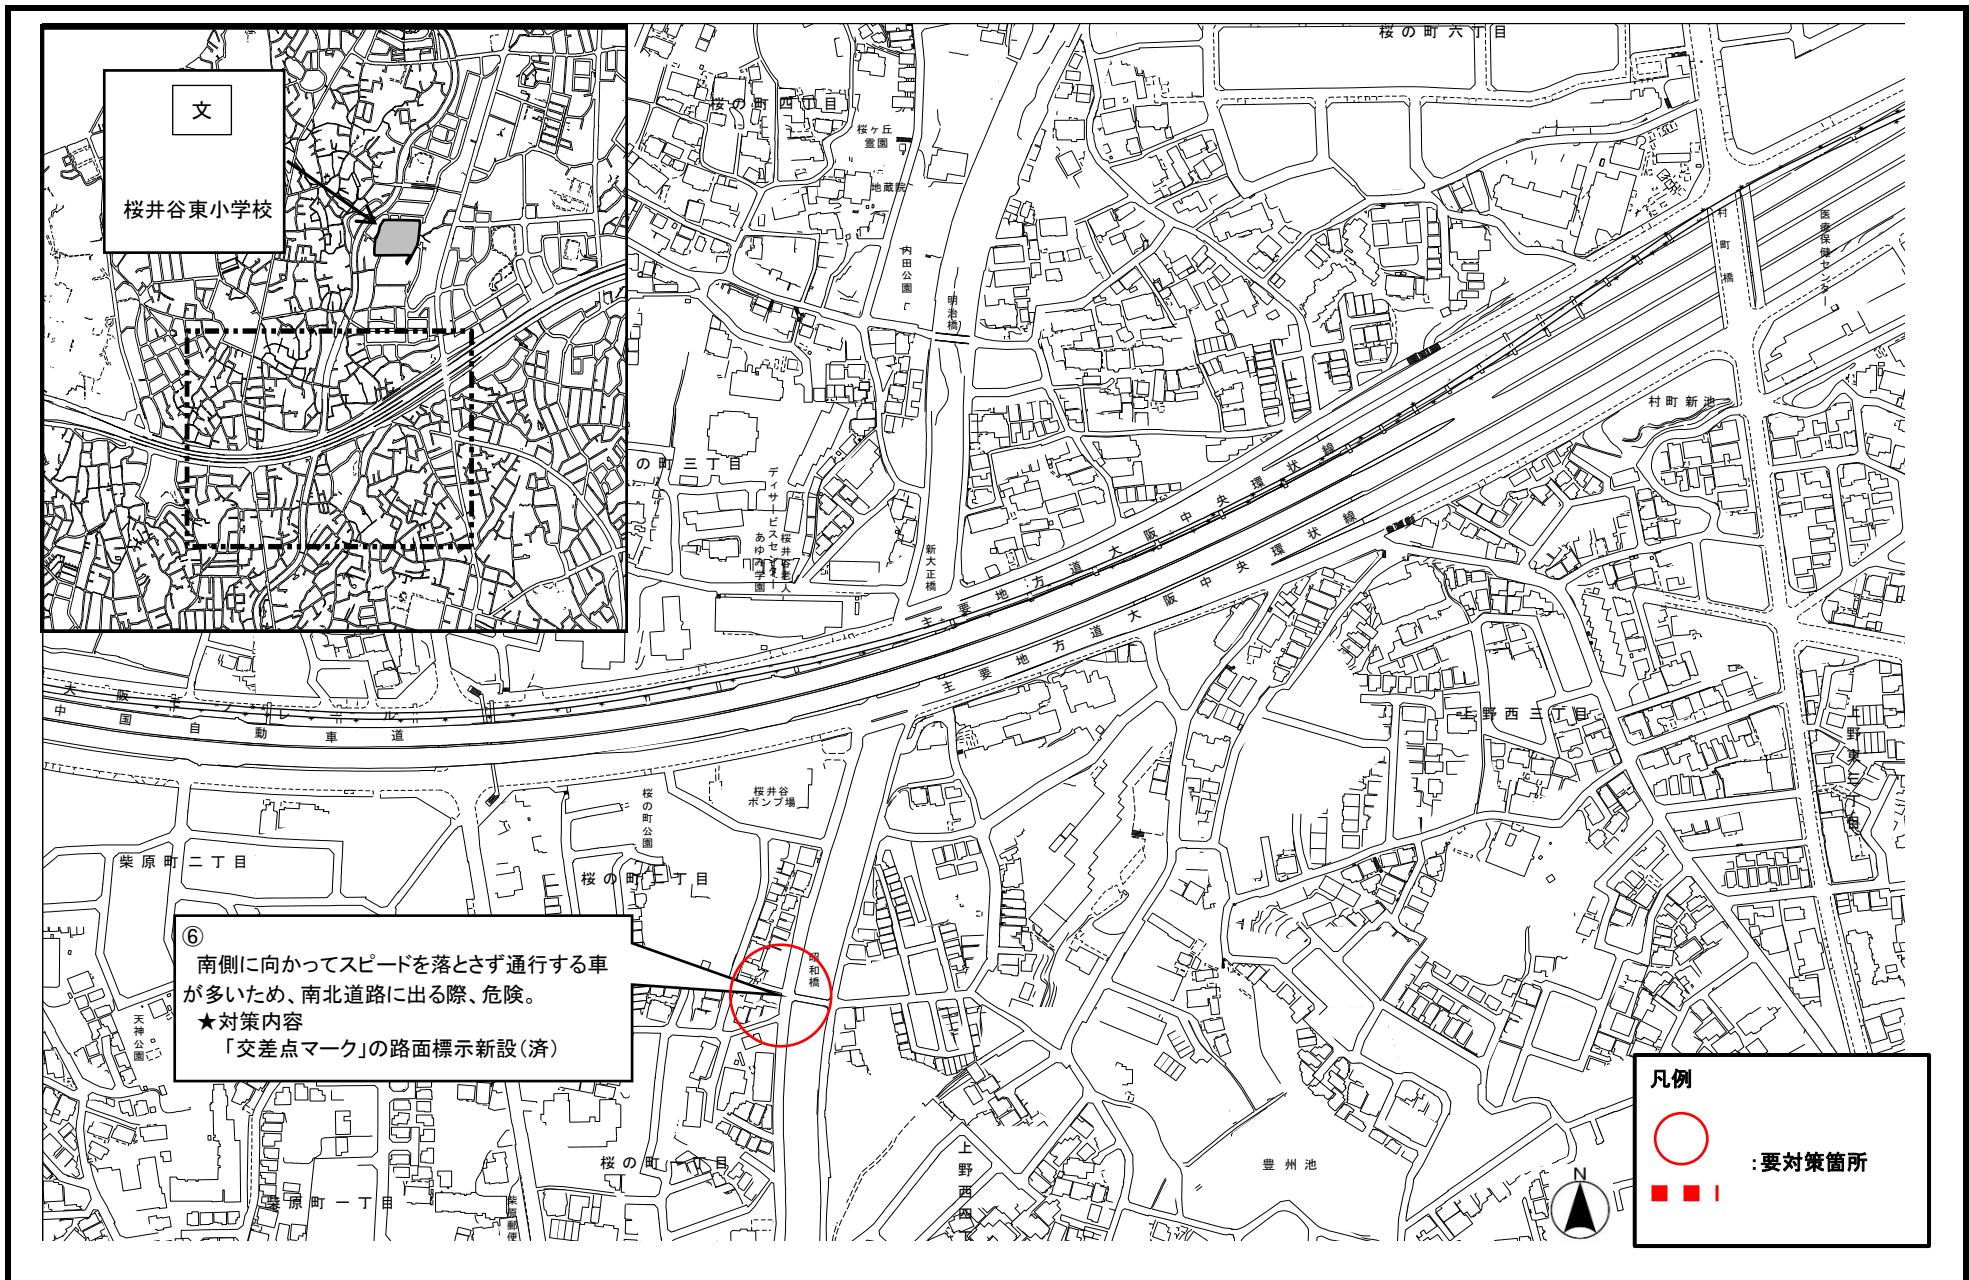 文
桜井谷東小学校
桜の町六丁目
桜の町四丁目
桜ヶ丘
霊園
地蔵院
内田公園
明治橋
村町橋
医療保健センター
村町新池
の町三丁目
デイサービスセンター
桜井谷老人
あゆみ学園
新大正橋
主要地方道大阪中央環状線
主要地方道大阪中央環状線
大阪モノレール
中国自動車道
上野西三丁目
上野東三丁目
桜井谷
ポンプ場
桜の町公園
柴原町二丁目
桜の町二丁目
昭和橋
⑥
南側に向かってスピードを落とさず通行する車
が多いため、南北道路に出る際、危険。
★対策内容
「交差点マーク」の路面標示新設(済)
天神公園
桜の町一丁目
柴原町一丁目
柴原郵便
上野西四丁
豊州池
N
凡例
:要対策箇所